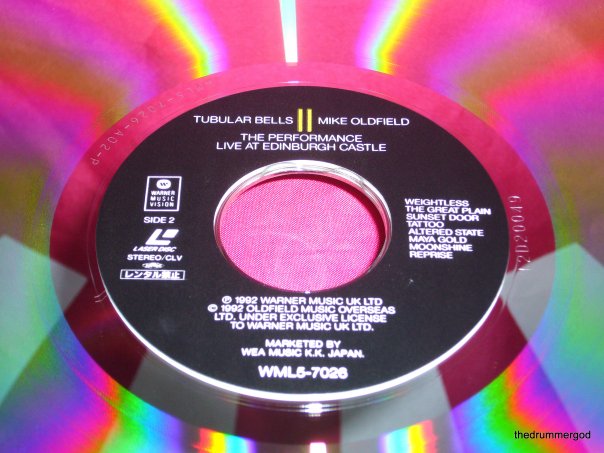 TUBULAR BELLS II MIKE OLDFIELD
THE PERFORMANCE
LIVE AT EDINBURGH CASTLE
W
WARNER
MUSIC
VISION
SIDE 2
LASER DISC
STEREO/CLV
レンタル禁止
WEIGHTLESS
THE GREAT PLAIN
SUNSET DOOR
TATTOO
ALTERED STATE
MAYA GOLD
MOONSHINE
REPRISE
℗ 1992 WARNER MUSIC UK LTD
© 1992 OLDFIELD MUSIC OVERSEAS
LTD. UNDER EXCLUSIVE LICENSE
TO WARNER MUSIC UK LTD.
MARKETED BY
WEA MUSIC K.K. JAPAN.
WML5-7026
WML5-7026-A02-P
thedrummergod